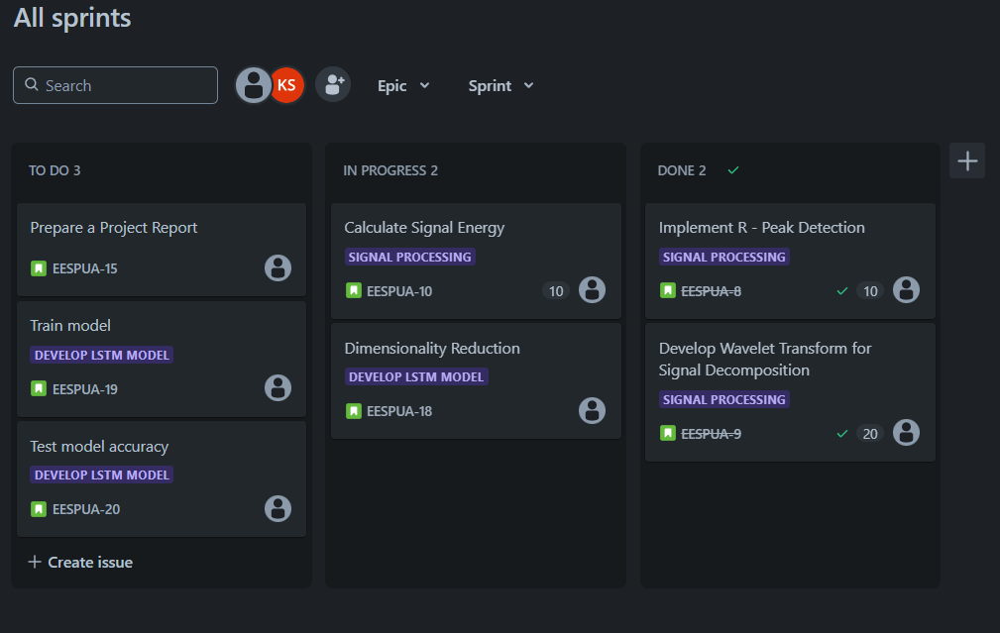 All sprints
Search
KS
Epic
Sprint
TO DO 3
Prepare a Project Report
EESPUA-15
Train model
DEVELOP LSTM MODEL
EESPUA-19
Test model accuracy
DEVELOP LSTM MODEL
EESPUA-20
+ Create issue
IN PROGRESS 2
Calculate Signal Energy
SIGNAL PROCESSING
EESPUA-10 10
Dimensionality Reduction
DEVELOP LSTM MODEL
EESPUA-18
DONE 2
Implement R - Peak Detection
SIGNAL PROCESSING
EESPUA-8 10
Develop Wavelet Transform for
Signal Decomposition
SIGNAL PROCESSING
EESPUA-9 20